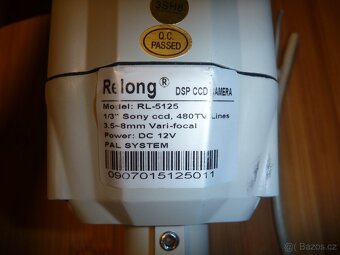 3SH8
Q.C.
PASSED
Relong® DSP CCD CAMERA
Model: RL-5125
1/3" Sony ccd, 480TV Lines
3.5~8mm Vari-focal
Power: DC 12V
PAL SYSTEM
0907015125011
bazos.cz